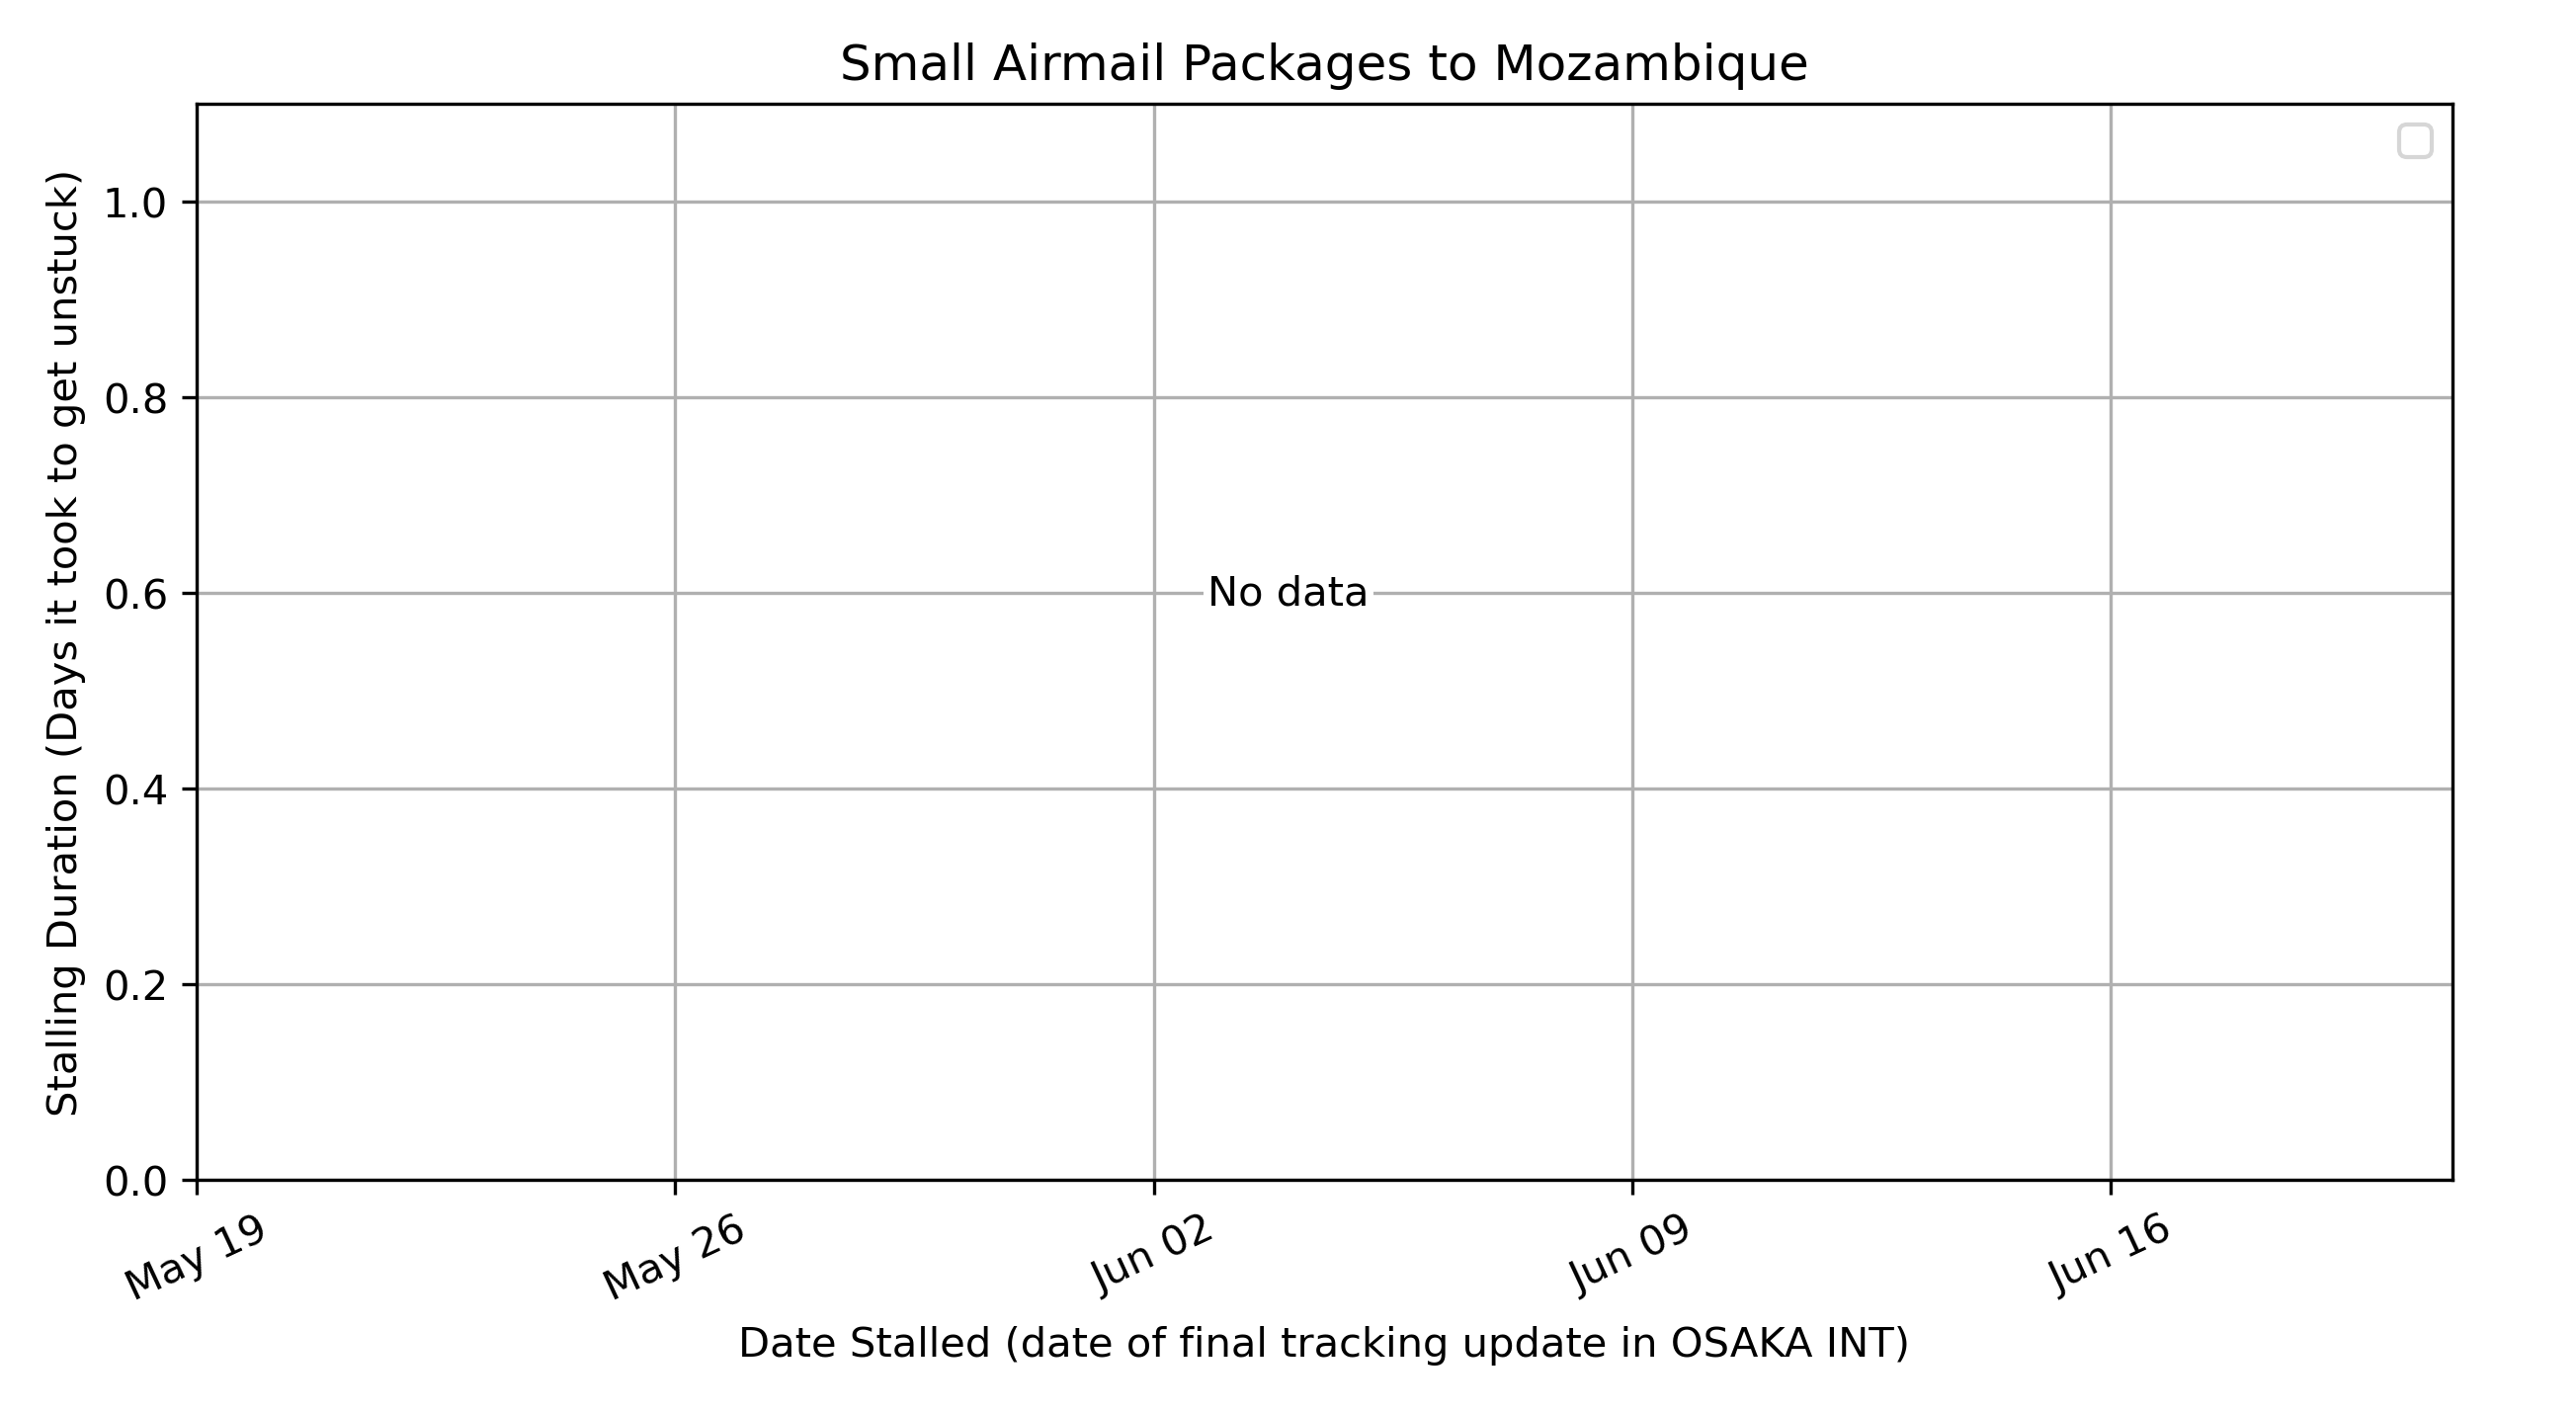 Small Airmail Packages to Mozambique
Stalling Duration (Days it took to get unstuck)
1.0
0.8
0.6
0.4
0.2
0.0
No data
May 19
May 26
Jun 02
Jun 09
Jun 16
Date Stalled (date of final tracking update in OSAKA INT)